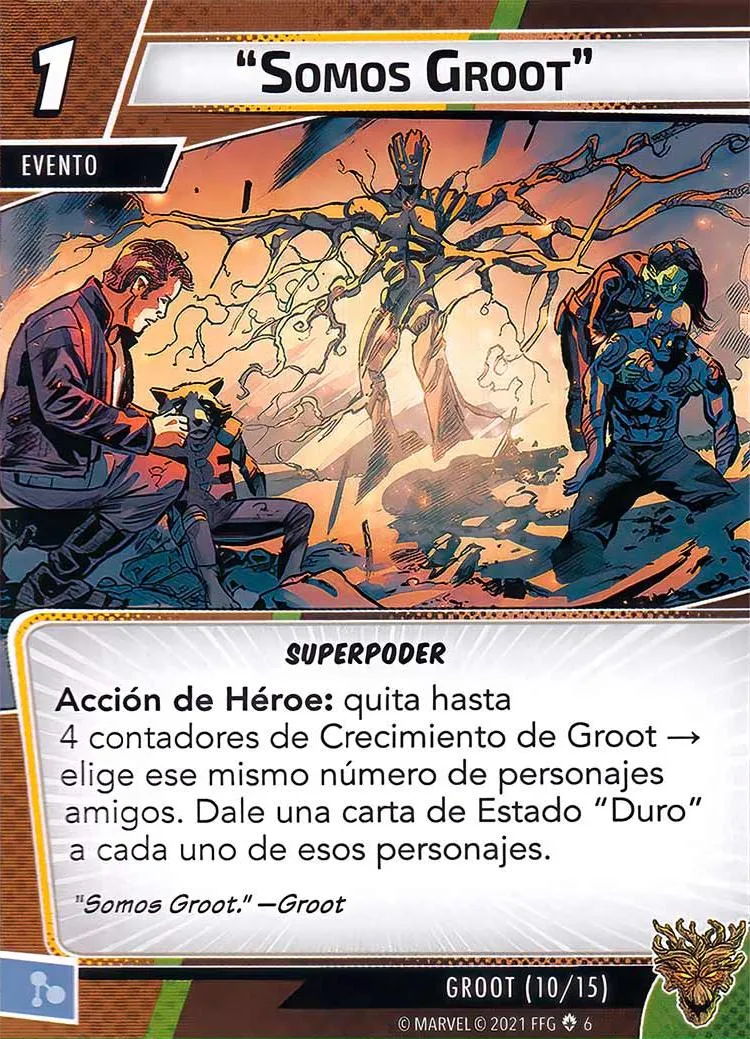 1
“Somos Groot”
EVENTO
SUPERPODER
Acción de Héroe: quita hasta
4 contadores de Crecimiento de Groot →
elige ese mismo número de personajes
amigos. Dale una carta de Estado “Duro”
a cada uno de esos personajes.
"Somos Groot." —Groot
GROOT (10/15)
© MARVEL © 2021 FFG 6